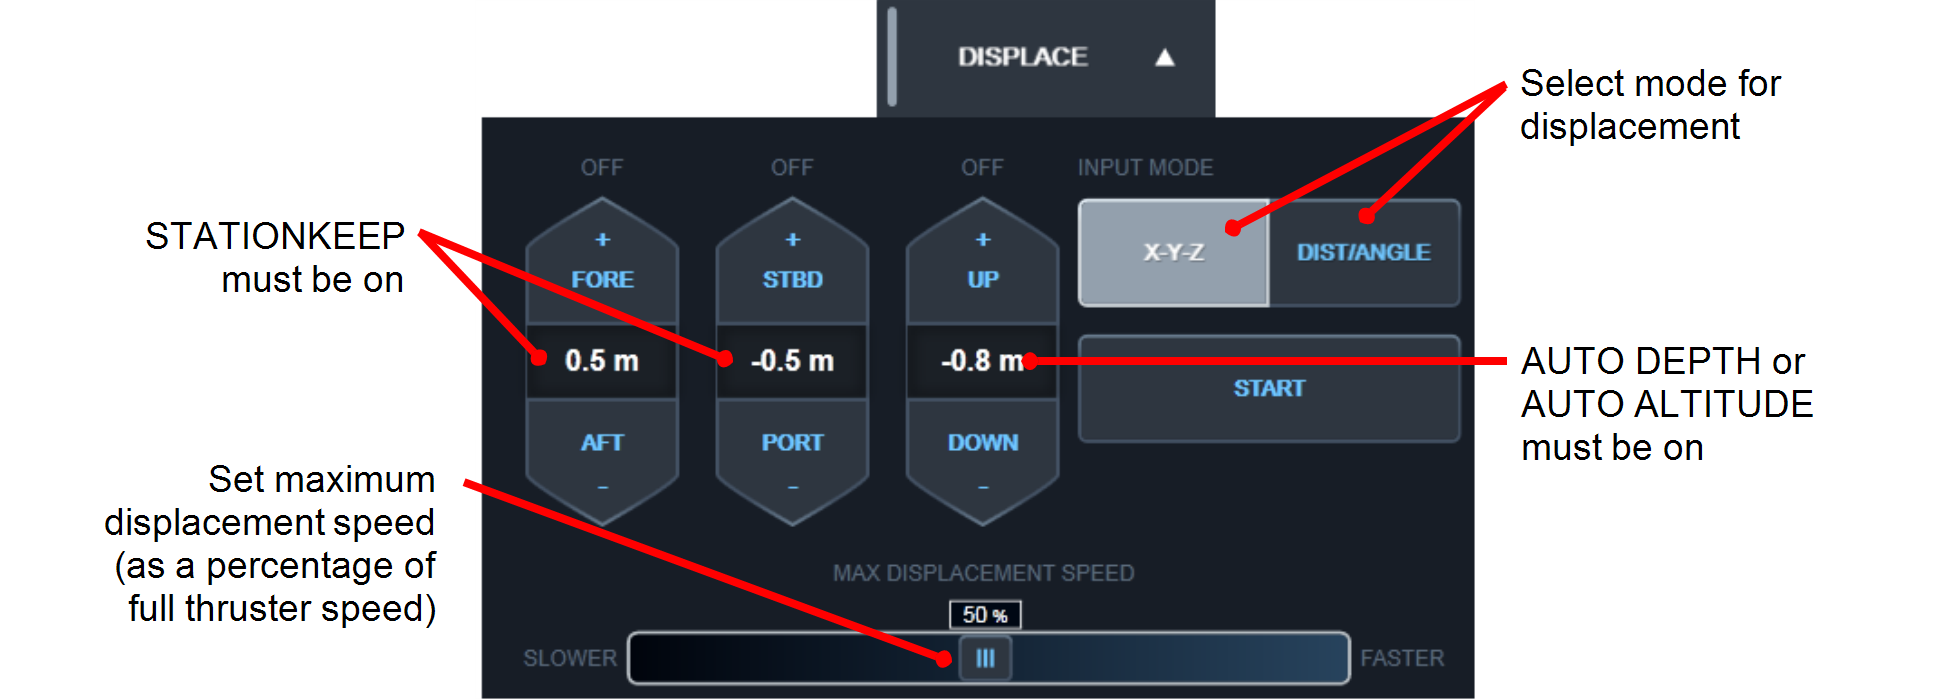 DISPLACE ▲
Select mode for
displacement
OFF OFF OFF INPUT MODE
STATIONKEEP
must be on
+ + +
FORE STBD UP
X-Y-Z DIST/ANGLE
0.5 m -0.5 m -0.8 m
START
AUTO DEPTH or
AUTO ALTITUDE
must be on
AFT PORT DOWN
- - -
Set maximum
displacement speed
(as a percentage of
full thruster speed)
MAX DISPLACEMENT SPEED
50 %
SLOWER FASTER